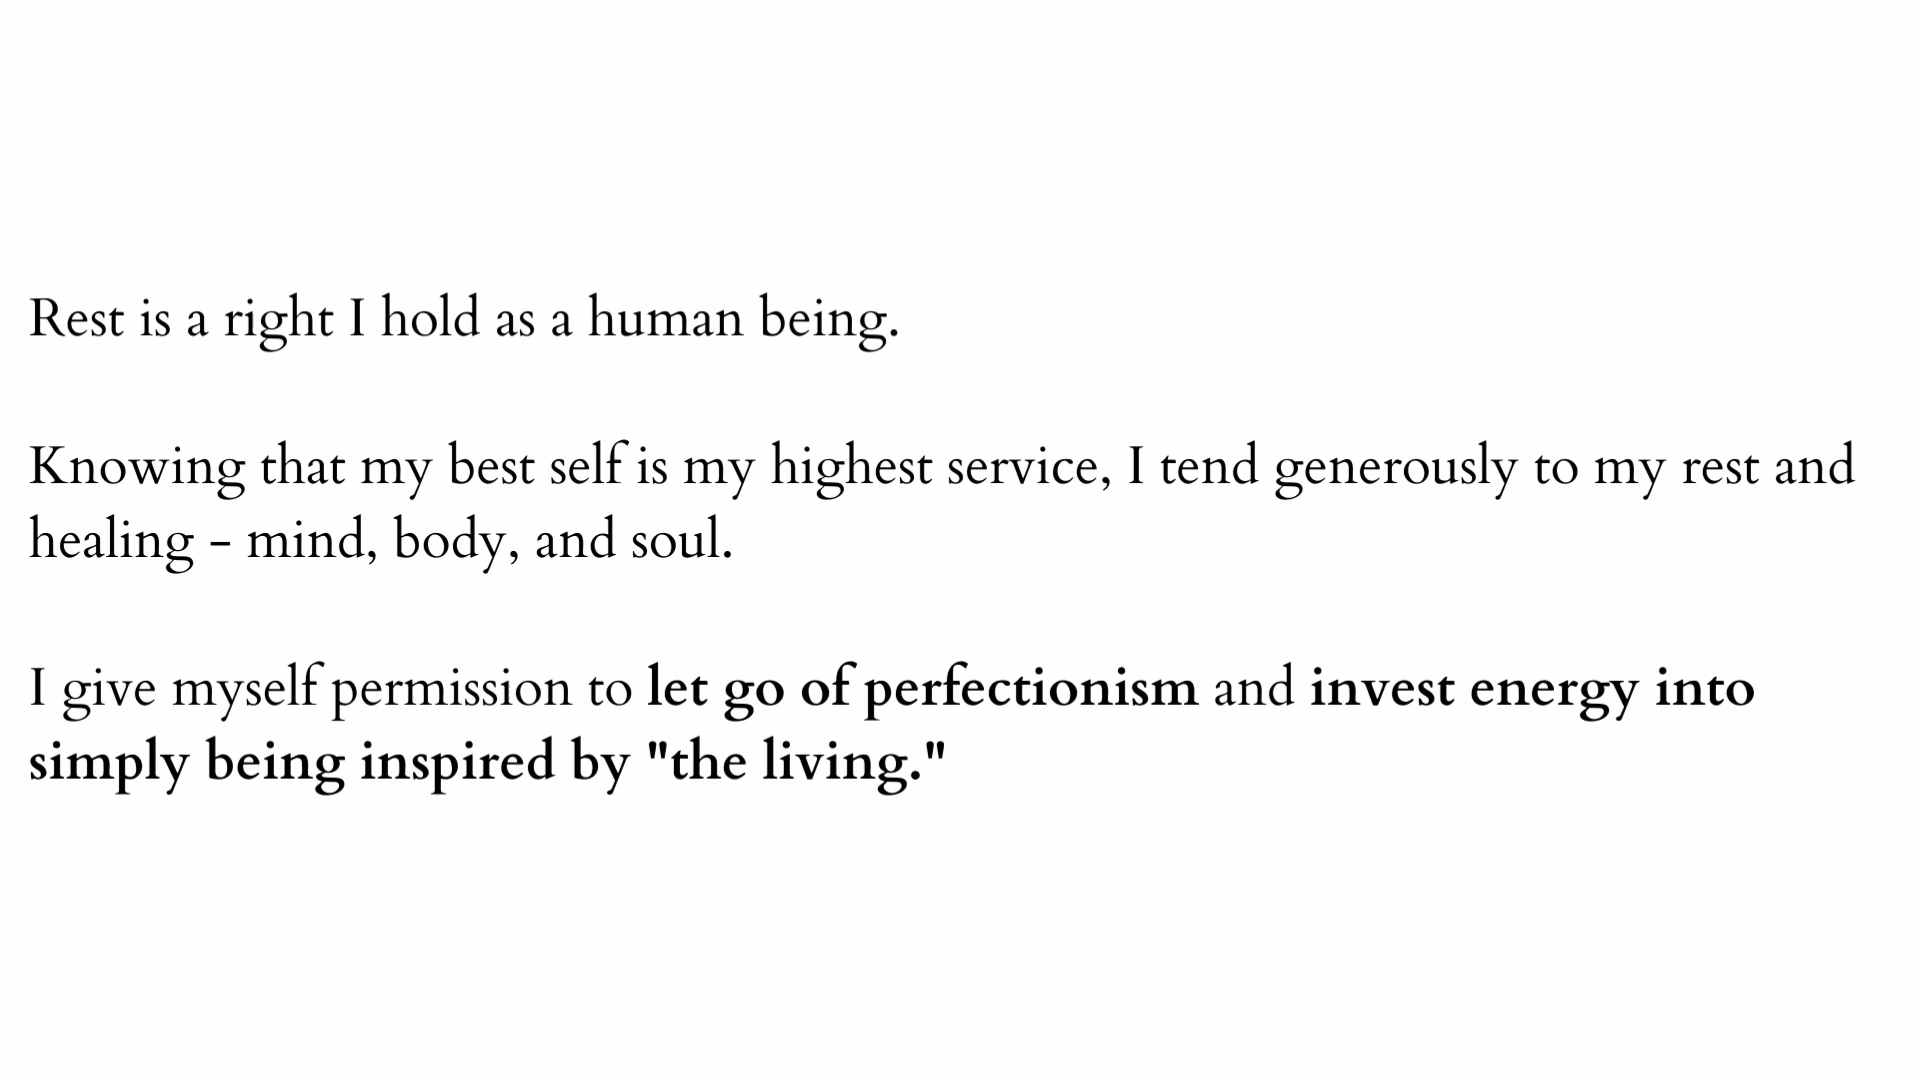 Rest is a right I hold as a human being.
Knowing that my best self is my highest service, I tend generously to my rest and
healing - mind, body, and soul.
I give myself permission to let go of perfectionism and invest energy into
simply being inspired by "the living."